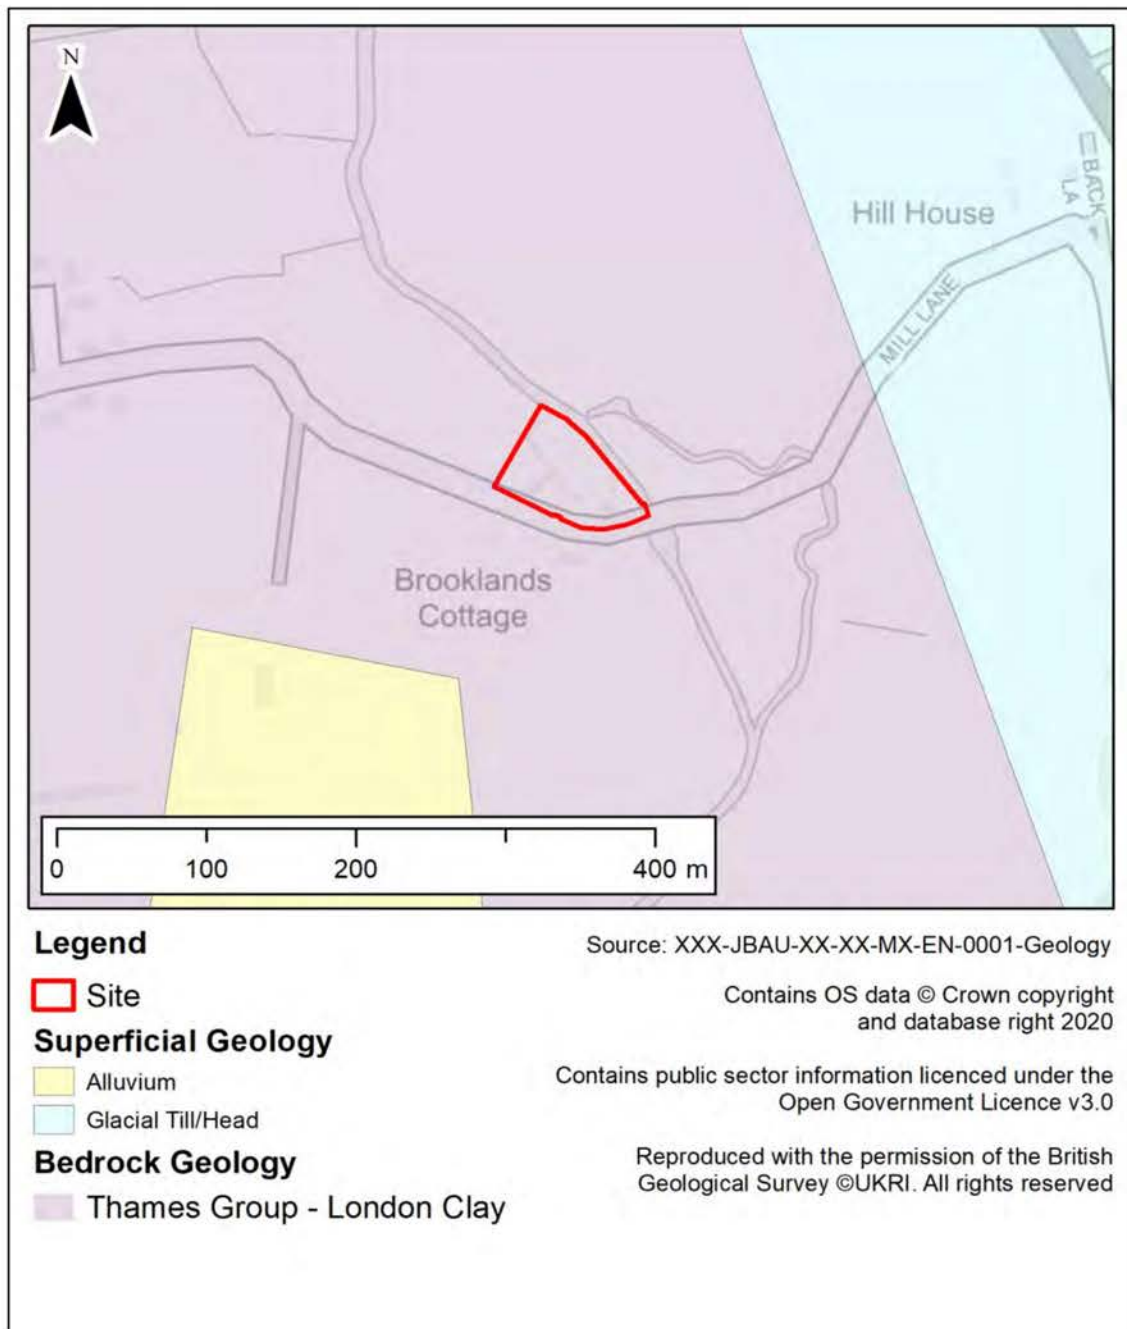 N
Hill House
BACK
LA
MILL LANE
Brooklands
Cottage
0 100 200 400 m
Legend
Source: XXX-JBAU-XX-XX-MX-EN-0001-Geology
Site
Contains OS data © Crown copyright
and database right 2020
Superficial Geology
Alluvium
Contains public sector information licenced under the
Open Government Licence v3.0
Glacial Till/Head
Bedrock Geology
Reproduced with the permission of the British
Geological Survey ©UKRI. All rights reserved
Thames Group - London Clay